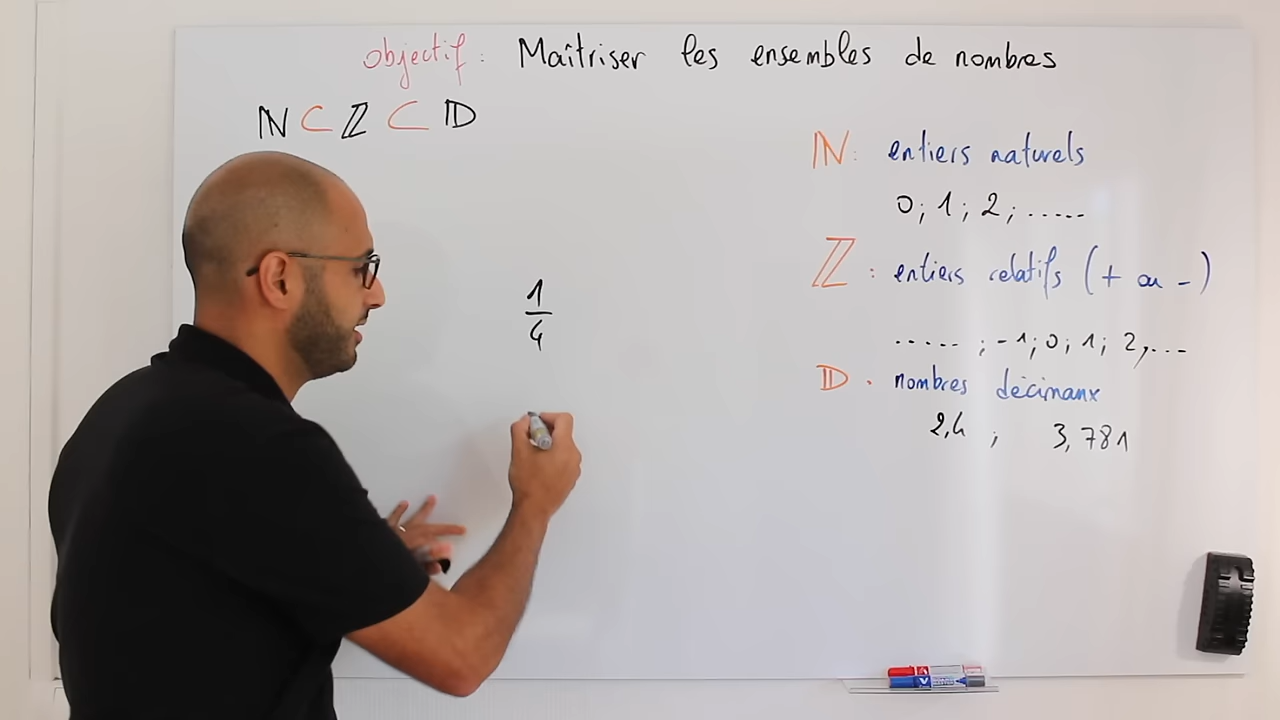 Objectif : Maîtriser les ensembles de nombres
ℕ ⊂ ℤ ⊂ 𝔻
1
4
ℕ : entiers naturels
0 ; 1 ; 2 ; .....
ℤ : entiers relatifs (+ ou -)
..... ; -1 ; 0 ; 1 ; 2 , ...
𝔻 . nombres décimaux
2,4 ; 3,781